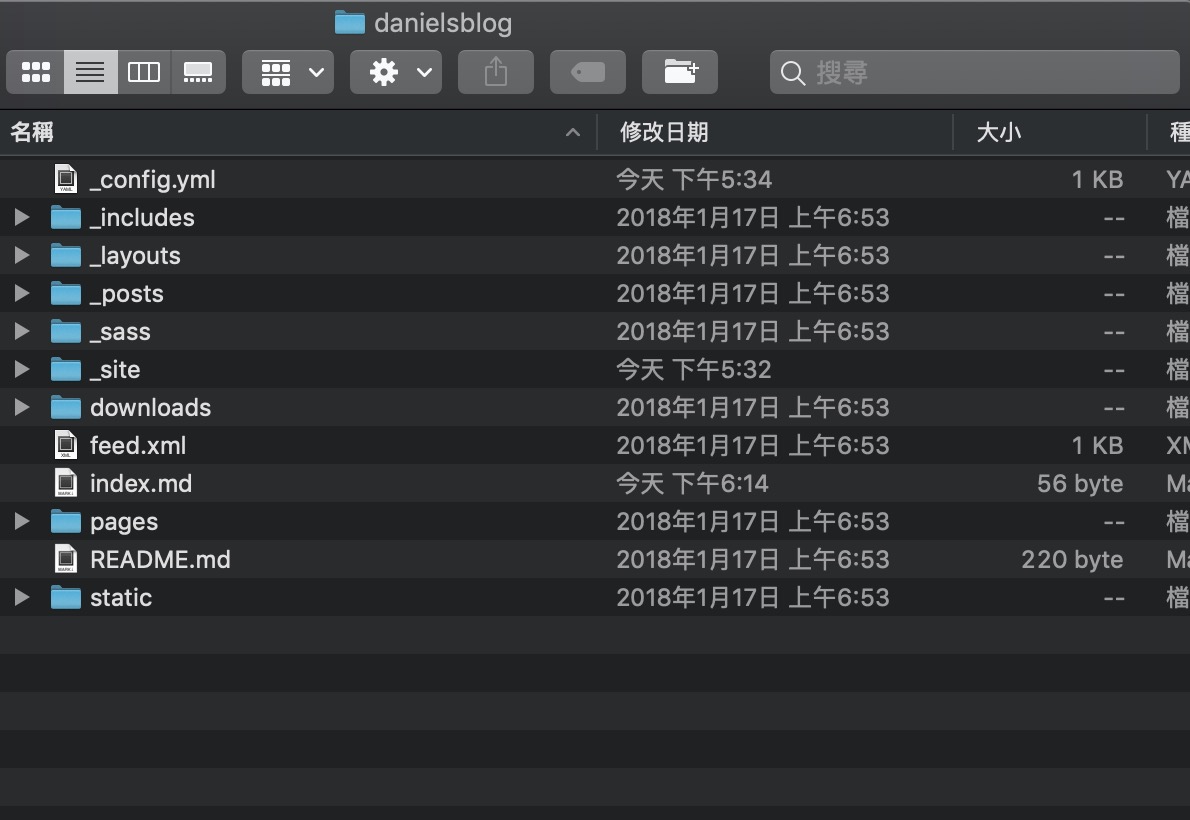 danielsblog
搜尋
名稱 修改日期 大小 種
_config.yml 今天 下午5:34 1 KB YA
_includes 2018年1月17日 上午6:53 -- 檔
_layouts 2018年1月17日 上午6:53 -- 檔
_posts 2018年1月17日 上午6:53 -- 檔
_sass 2018年1月17日 上午6:53 -- 檔
_site 今天 下午5:32 -- 檔
downloads 2018年1月17日 上午6:53 -- 檔
feed.xml 2018年1月17日 上午6:53 1 KB XM
index.md 今天 下午6:14 56 byte Ma
pages 2018年1月17日 上午6:53 -- 檔
README.md 2018年1月17日 上午6:53 220 byte Ma
static 2018年1月17日 上午6:53 -- 檔